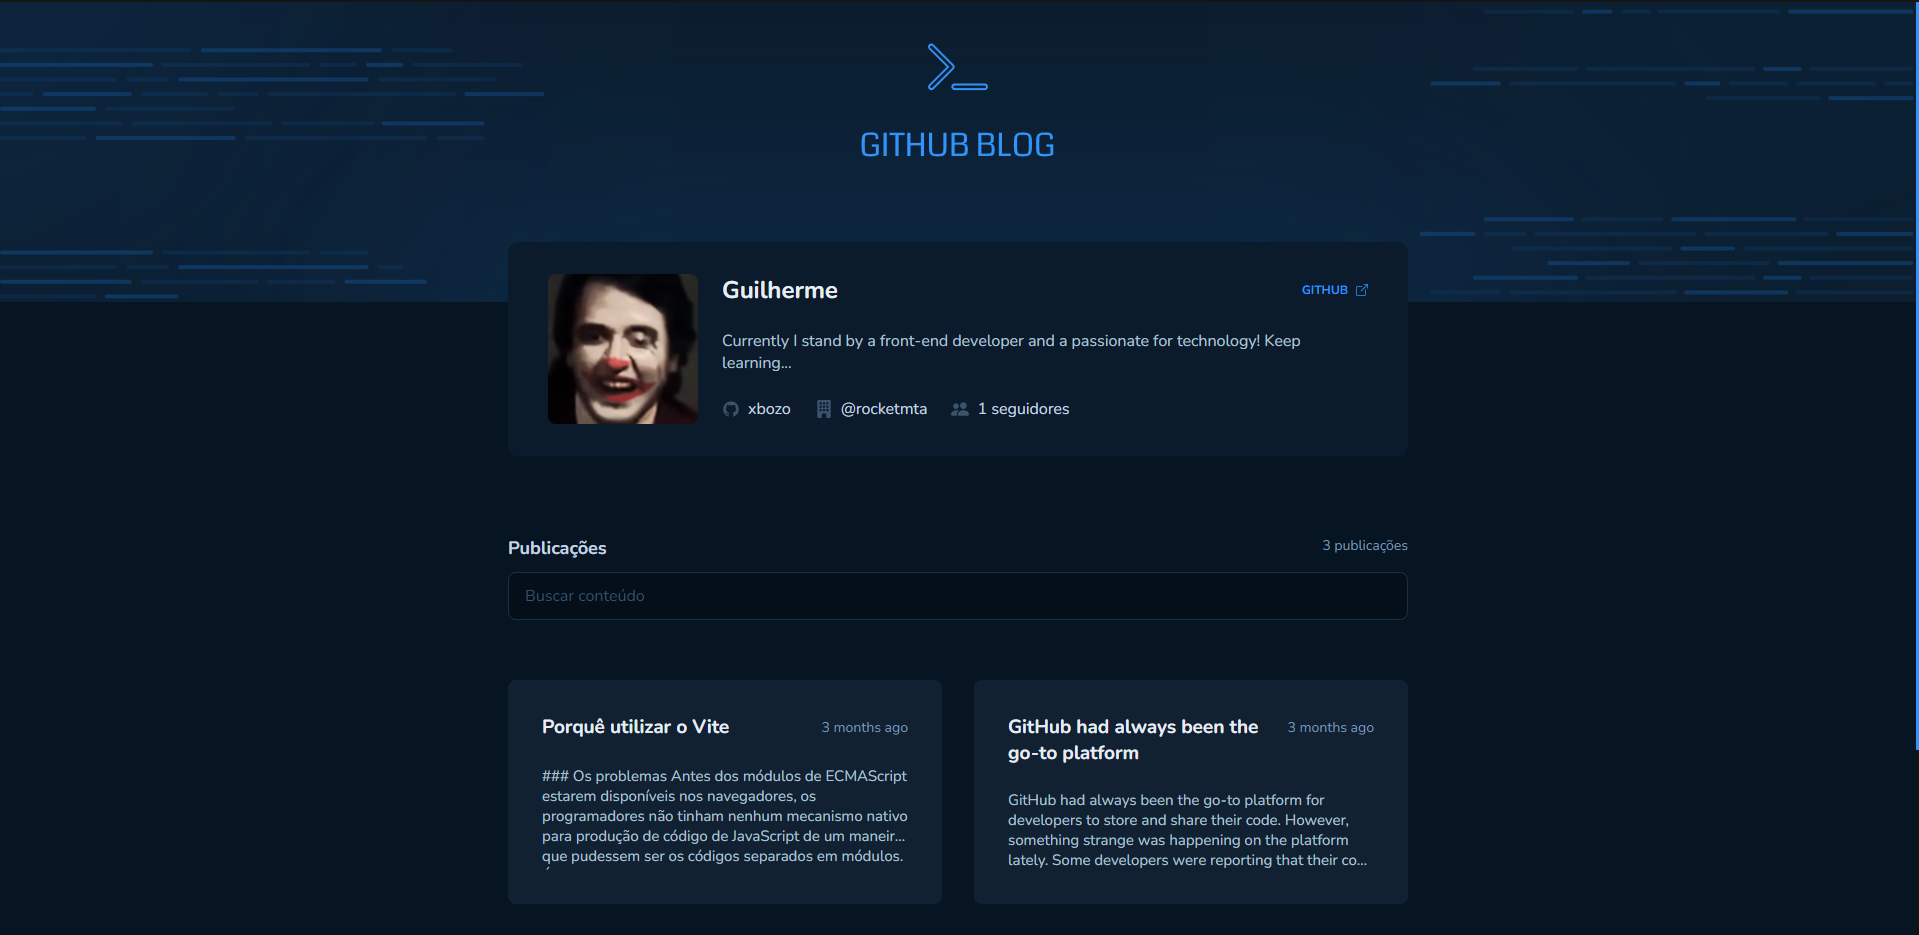 GITHUB BLOG
Guilherme
GITHUB
Currently I stand by a front-end developer and a passionate for technology! Keep
learning...
xbozo
@rocketmta
1 seguidores
Publicações
3 publicações
Buscar conteúdo
Porquê utilizar o Vite
3 months ago
### Os problemas Antes dos módulos de ECMAScript
estarem disponíveis nos navegadores, os
programadores não tinham nenhum mecanismo nativo
para produção de código de JavaScript de um maneir...
que pudessem ser os códigos separados em módulos.
GitHub had always been the
go-to platform
3 months ago
GitHub had always been the go-to platform for
developers to store and share their code. However,
something strange was happening on the platform
lately. Some developers were reporting that their co...